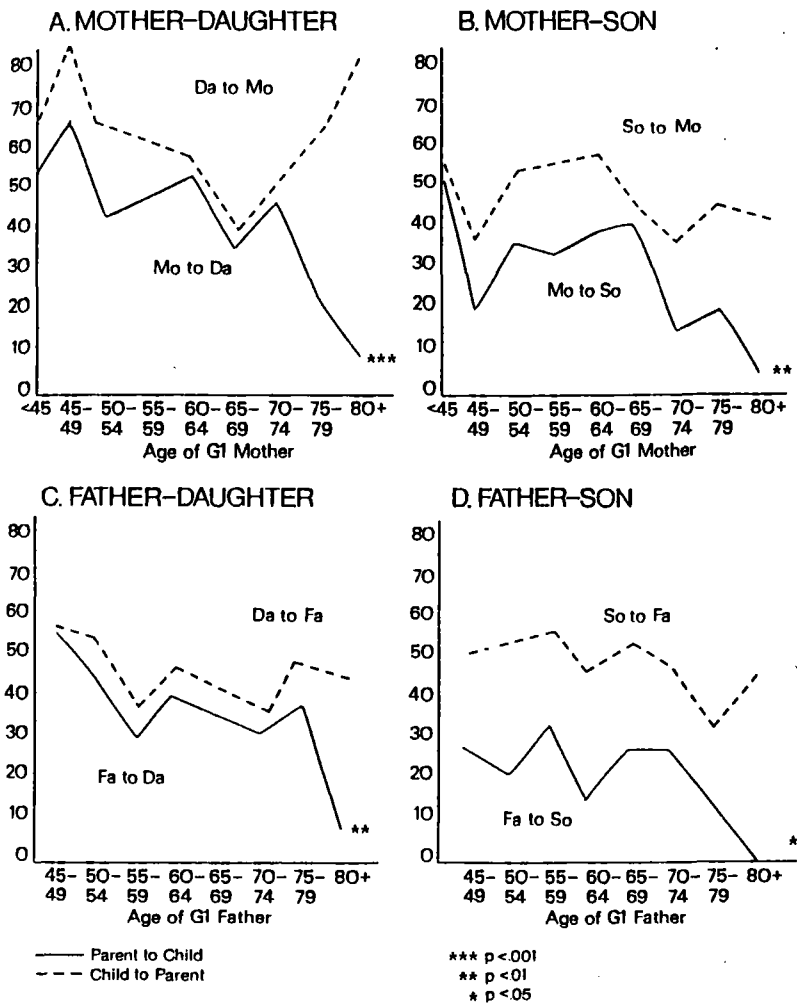 A. MOTHER–DAUGHTER
80
70
60
50
40
30
20
10
0
Da to Mo
Mo to Da
***
<45 45– 50– 55– 60– 65– 70– 75– 80+
49 54 59 64 69 74 79
Age of G1 Mother
B. MOTHER–SON
80
70
60
50
40
30
20
10
0
So to Mo
Mo to So
**
<45 45– 50– 55– 60– 65– 70– 75– 80+
49 54 59 64 69 74 79
Age of G1 Mother
C. FATHER–DAUGHTER
80
70
60
50
40
30
20
10
0
Da to Fa
Fa to Da
**
45– 50– 55– 60– 65– 70– 75– 80+
49 54 59 64 69 74 79
Age of G1 Father
D. FATHER–SON
80
70
60
50
40
30
20
10
0
So to Fa
Fa to So
*
45– 50– 55– 60– 65– 70– 75– 80+
49 54 59 64 69 74 79
Age of G1 Father
Parent to Child
Child to Parent
*** p<.001
** p<.01
* p<.05